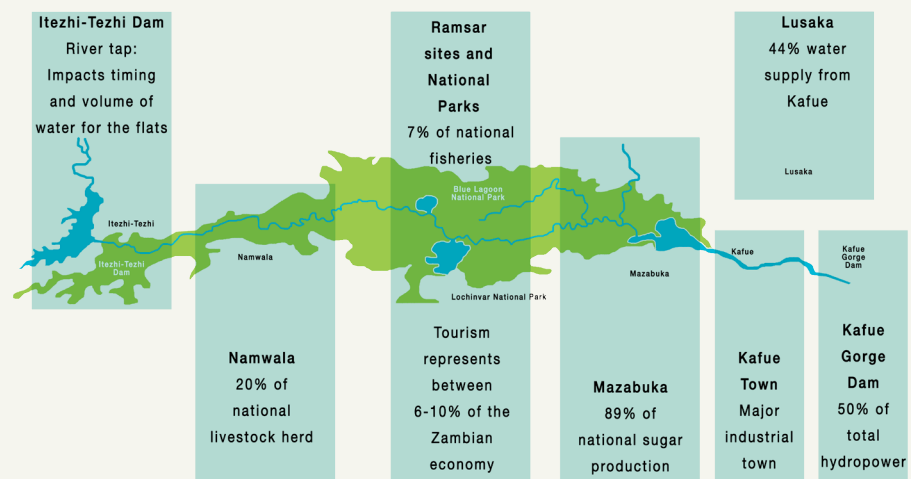 Itezhi-Tezhi Dam
River tap:
Impacts timing
and volume of
water for the flats
Ramsar
sites and
National
Parks
7% of national
fisheries
Lusaka
44% water
supply from
Kafue
Lusaka
Blue Lagoon
National Park
Itezhi-Tezhi
Itezhi-Tezhi
Dam
Namwala
Lochinvar National Park
Mazabuka
Kafue
Kafue
Gorge
Dam
Namwala
20% of
national
livestock herd
Tourism
represents
between
6-10% of the
Zambian
economy
Mazabuka
89% of
national sugar
production
Kafue
Town
Major
industrial
town
Kafue
Gorge
Dam
50% of
total
hydropower